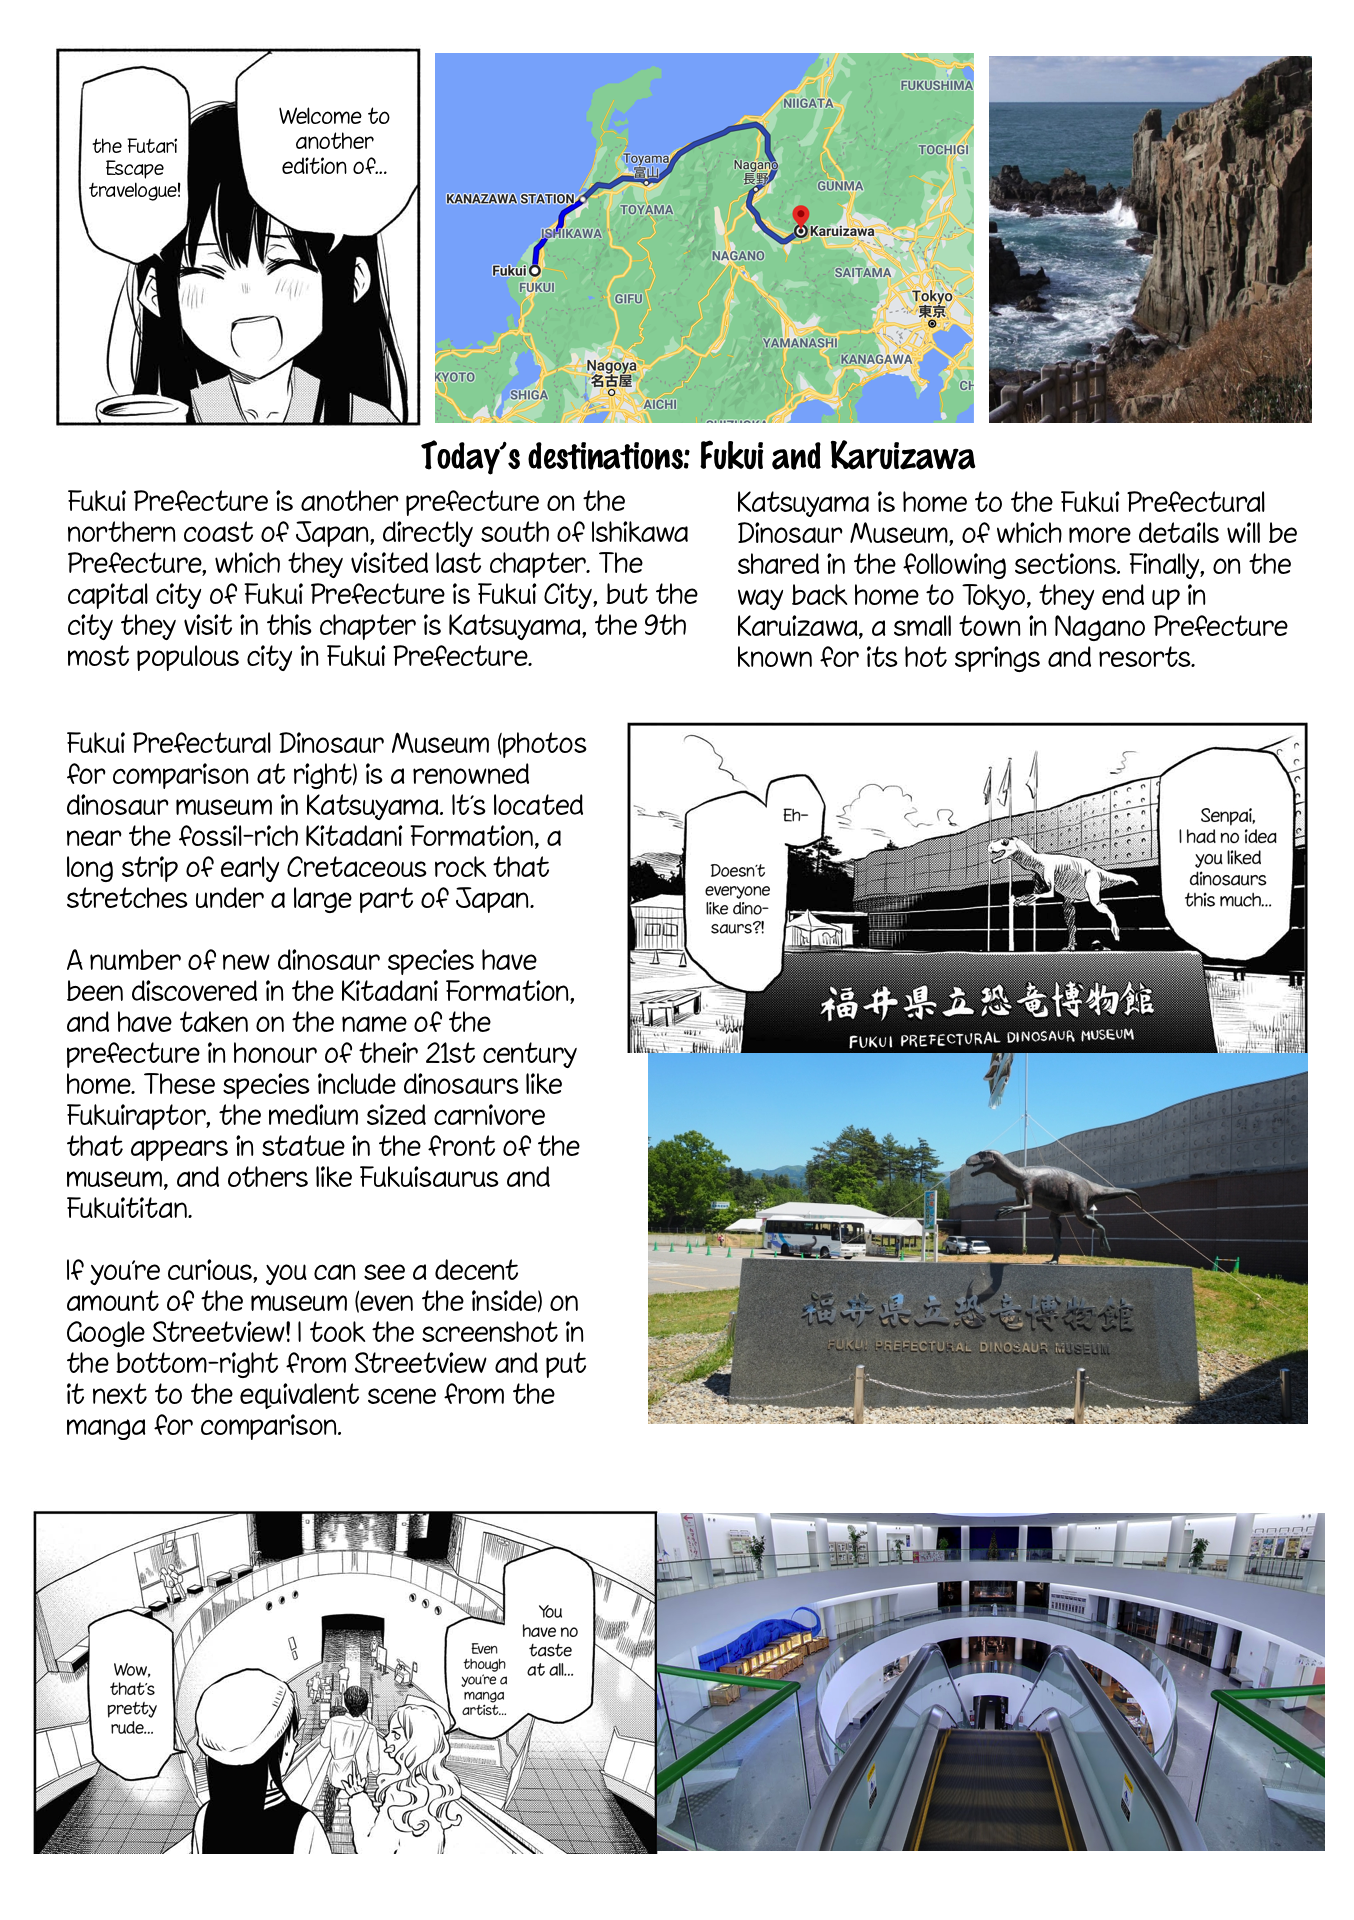 Welcome to
another
edition of...
the Futari
Escape
travelogue!
FUKUSHIMA
NIIGATA
TOCHIGI
Toyama
富山
Nagano
長野
GUNMA
KANAZAWA STATION
TOYAMA
Karuizawa
ISHIKAWA
NAGANO
SAITAMA
Fukui
FUKUI
GIFU
Tokyo
東京
YAMANASHI
KANAGAWA
Nagoya
名古屋
KYOTO
SHIGA
AICHI
CH
Today's destinations: Fukui and Karuizawa
Fukui Prefecture is another prefecture on the
northern coast of Japan, directly south of Ishikawa
Prefecture, which they visited last chapter. The
capital city of Fukui Prefecture is Fukui City, but the
city they visit in this chapter is Katsuyama, the 9th
most populous city in Fukui Prefecture.
Katsuyama is home to the Fukui Prefectural
Dinosaur Museum, of which more details will be
shared in the following sections. Finally, on the
way back home to Tokyo, they end up in
Karuizawa, a small town in Nagano Prefecture
known for its hot springs and resorts.
Fukui Prefectural Dinosaur Museum (photos
for comparison at right) is a renowned
dinosaur museum in Katsuyama. It's located
near the fossil-rich Kitadani Formation, a
long strip of early Cretaceous rock that
stretches under a large part of Japan.
A number of new dinosaur species have
been discovered in the Kitadani Formation,
and have taken on the name of the
prefecture in honour of their 21st century
home. These species include dinosaurs like
Fukuiraptor, the medium sized carnivore
that appears in statue in the front of the
museum, and others like Fukuisaurus and
Fukuititan.
If you're curious, you can see a decent
amount of the museum (even the inside) on
Google Streetview! I took the screenshot in
the bottom-right from Streetview and put
it next to the equivalent scene from the
manga for comparison.
Senpai,
I had no idea
you liked
dinosaurs
this much...
Eh-
Doesn't
everyone
like dino-
saurs?!
福井県立恐竜博物館
FUKUI PREFECTURAL DINOSAUR MUSEUM
福井県立恐竜博物館
FUKUI PREFECTURAL DINOSAUR MUSEUM
You
have no
taste
at all...
Even
though
you're a
manga
artist...
Wow,
that's
pretty
rude...